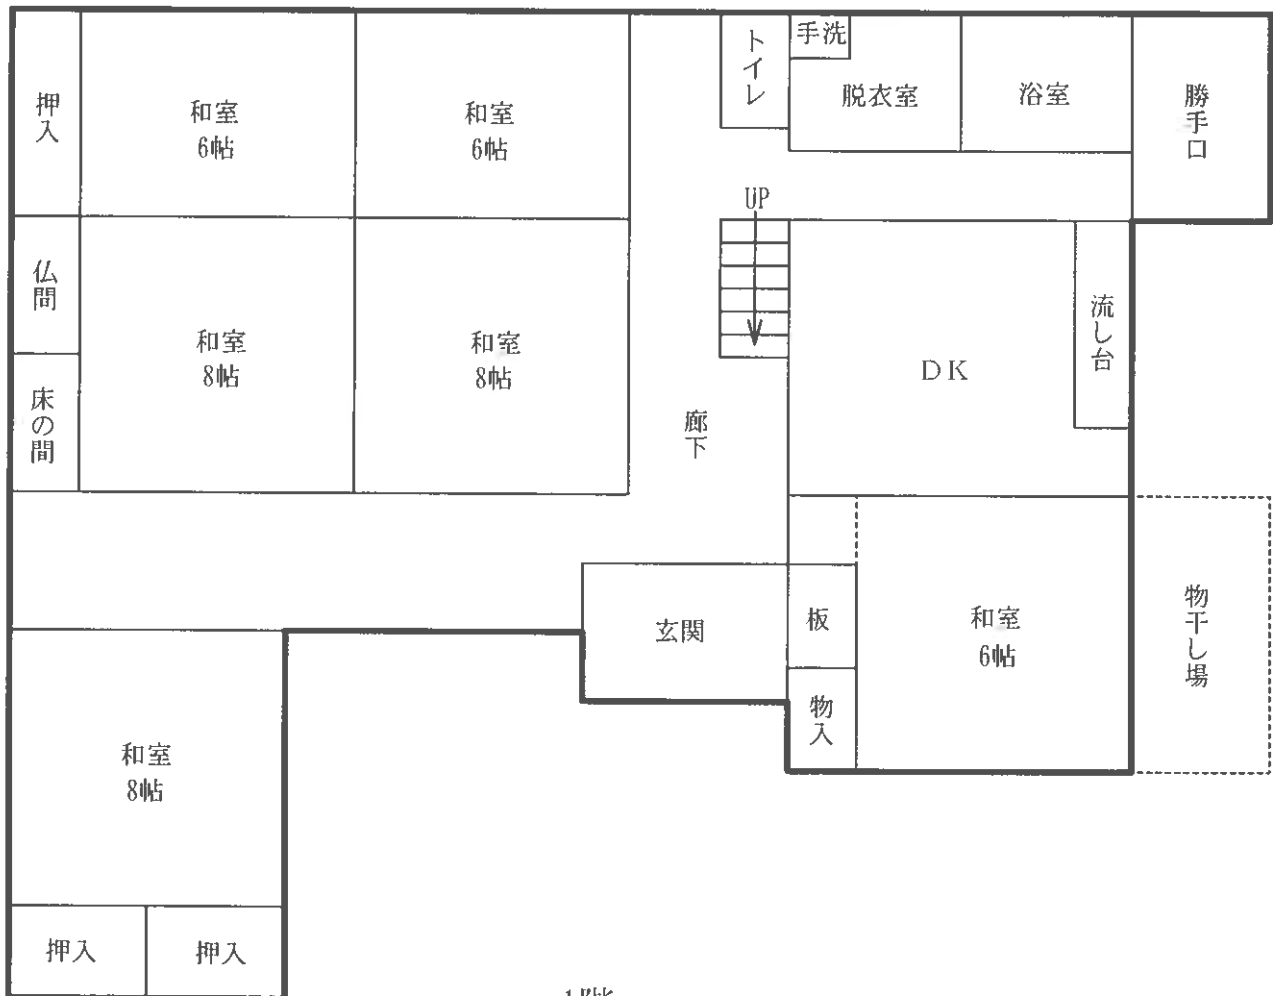 押入
和室
6帖
和室
6帖
トイレ
手洗
脱衣室
浴室
勝手口
UP
仏間
床の間
和室
8帖
和室
8帖
廊下
DK
流し台
玄関
板
物入
和室
6帖
物干し場
和室
8帖
押入
押入
1階